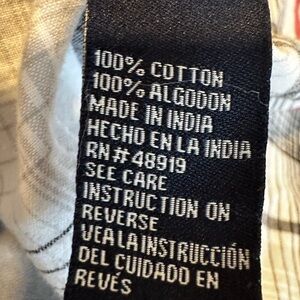 100% COTTON
100% ALGODON
MADE IN INDIA
HECHO EN LA INDIA
RN#48919
SEE CARE
INSTRUCTION ON
REVERSE
VEA LA INSTRUCCIÓN
DEL CUIDADO EN
REVÉS